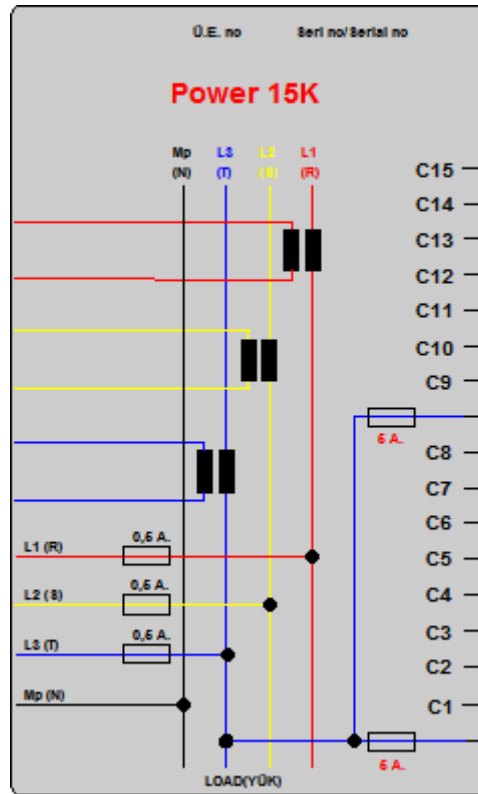 Ü.E. no Seri no/Serial no
Power 15K
Mp L3 L2 L1
(N) (T) (S) (R)
C15
C14
C13
C12
C11
C10
C9
5 A.
C8
C7
C6
0,5 A.
L1 (R)
C5
0,5 A.
L2 (S)
C4
0,5 A.
C3
L3 (T)
C2
Mp (N)
C1
5 A.
LOAD(YÜK)